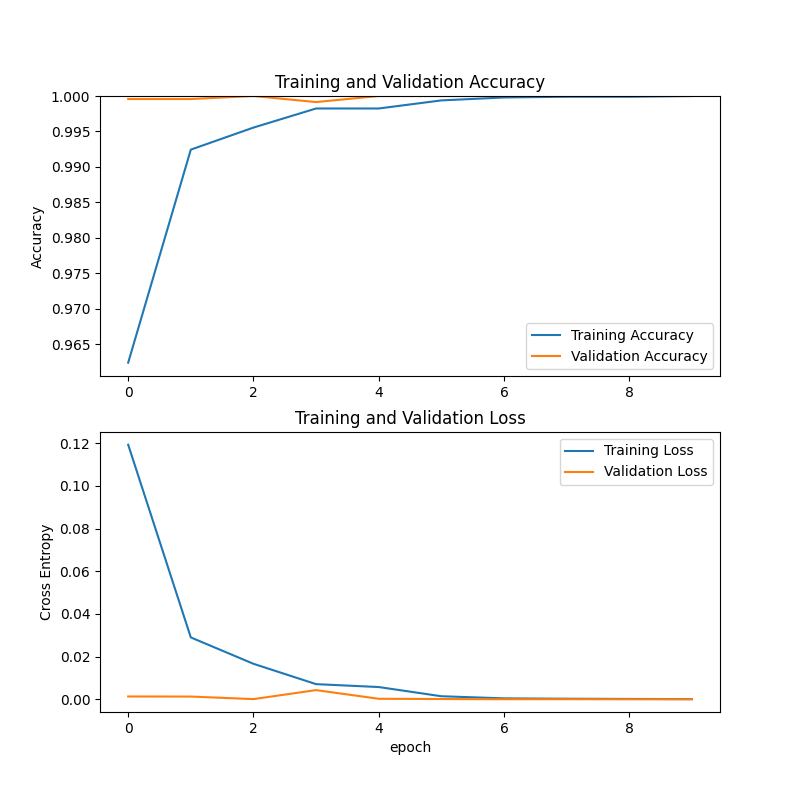 Training and Validation Accuracy
Accuracy
1.000
0.995
0.990
0.985
0.980
0.975
0.970
0.965
Training Accuracy
Validation Accuracy
0 2 4 6 8
Training and Validation Loss
Cross Entropy
0.12
0.10
0.08
0.06
0.04
0.02
0.00
Training Loss
Validation Loss
0 2 4 6 8
epoch